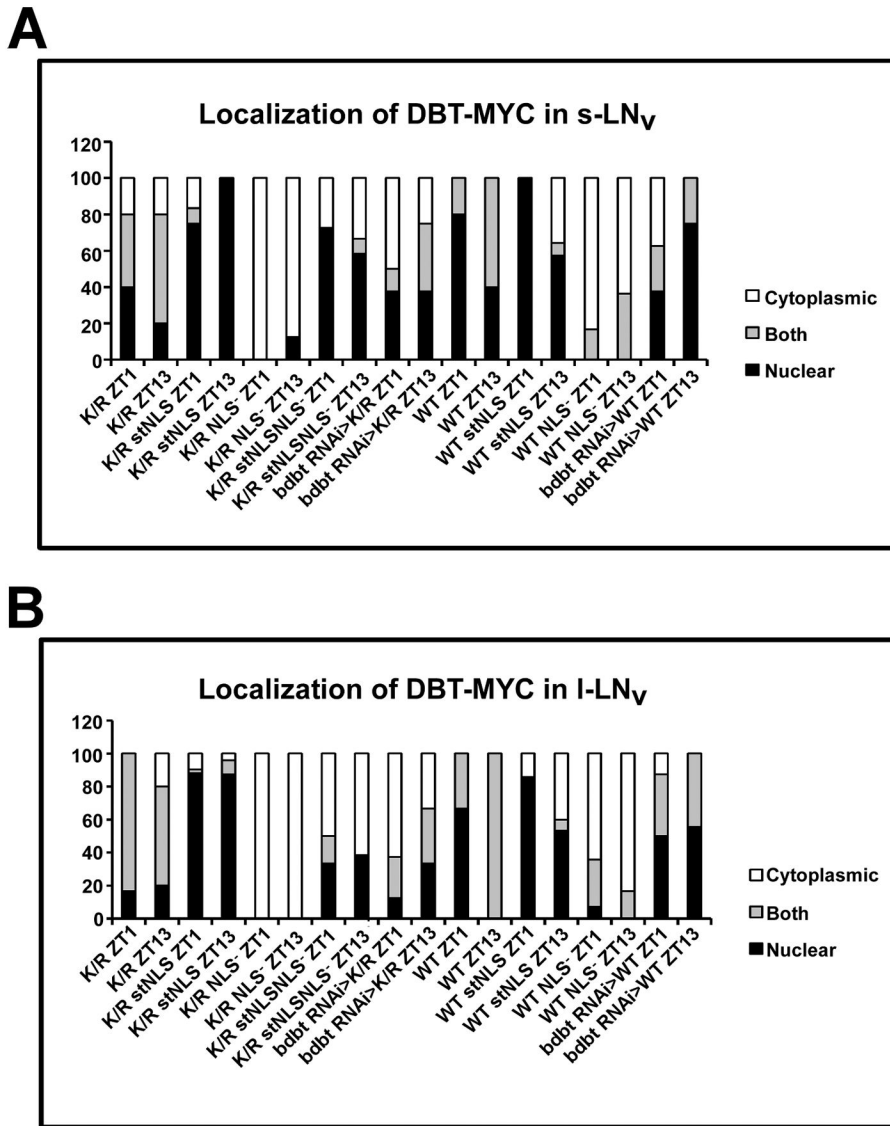 A
Localization of DBT-MYC in s-LNv
120
100
80
60
40
20
0
K/R ZT1
K/R ZT13
K/R stNLS ZT1
K/R stNLS ZT13
K/R NLS- ZT1
K/R NLS- ZT13
K/R stNLSNLS- ZT1
K/R stNLSNLS- ZT13
bdbt RNAi>K/R ZT1
bdbt RNAi>K/R ZT13
WT ZT1
WT ZT13
WT stNLS ZT1
WT stNLS ZT13
WT NLS- ZT1
WT NLS- ZT13
bdbt RNAi>WT ZT1
bdbt RNAi>WT ZT13
Cytoplasmic
Both
Nuclear
B
Localization of DBT-MYC in l-LNv
120
100
80
60
40
20
0
K/R ZT1
K/R ZT13
K/R stNLS ZT1
K/R stNLS ZT13
K/R NLS- ZT1
K/R NLS- ZT13
K/R stNLSNLS- ZT1
K/R stNLSNLS- ZT13
bdbt RNAi>K/R ZT1
bdbt RNAi>K/R ZT13
WT ZT1
WT ZT13
WT stNLS ZT1
WT stNLS ZT13
WT NLS- ZT1
WT NLS- ZT13
bdbt RNAi>WT ZT1
bdbt RNAi>WT ZT13
Cytoplasmic
Both
Nuclear